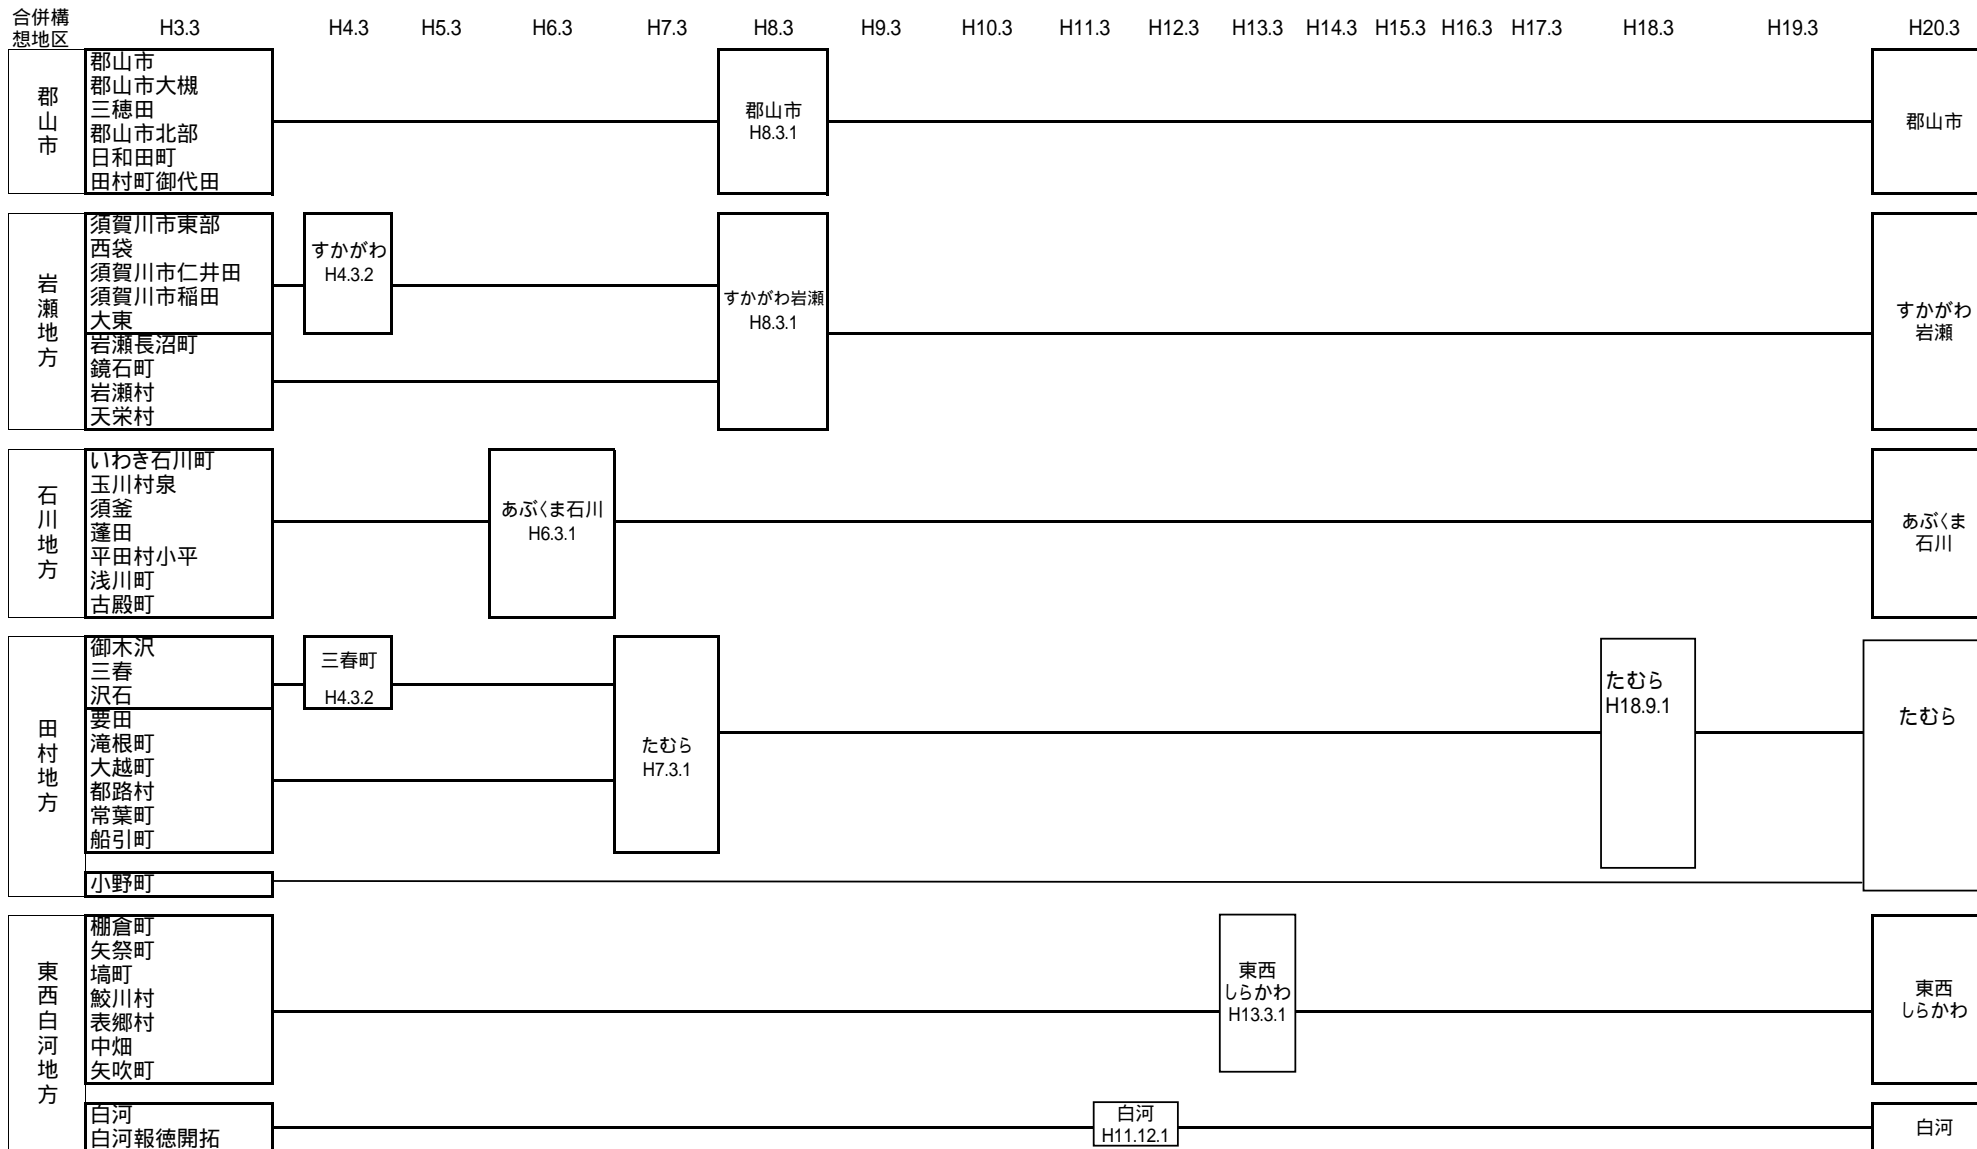 合併構
想地区
H3.3 H4.3 H5.3 H6.3 H7.3 H8.3 H9.3 H10.3 H11.3 H12.3 H13.3 H14.3 H15.3 H16.3 H17.3 H18.3 H19.3 H20.3
郡山市
郡山市
郡山市大槻
三穂田
郡山市北部
日和田町
田村町御代田
郡山市
H8.3.1
郡山市
岩瀬地方
須賀川市東部
西袋
須賀川市仁井田
須賀川市稲田
大東
岩瀬長沼町
鏡石町
岩瀬村
天栄村
すかがわ
H4.3.2
すかがわ岩瀬
H8.3.1
すかがわ
岩瀬
石川地方
いわき石川町
玉川村泉
須釜
蓬田
平田村小平
浅川町
古殿町
あぶくま石川
H6.3.1
あぶくま
石川
田村地方
御木沢
三春
沢石
要田
滝根町
大越町
都路村
常葉町
船引町
小野町
三春町
H4.3.2
たむら
H7.3.1
たむら
H18.9.1
たむら
東西白河地方
棚倉町
矢祭町
塙町
鮫川村
表郷村
中畑
矢吹町
白河
白河報徳開拓
東西
しらかわ
H13.3.1
東西
しらかわ
白河
H11.12.1
白河